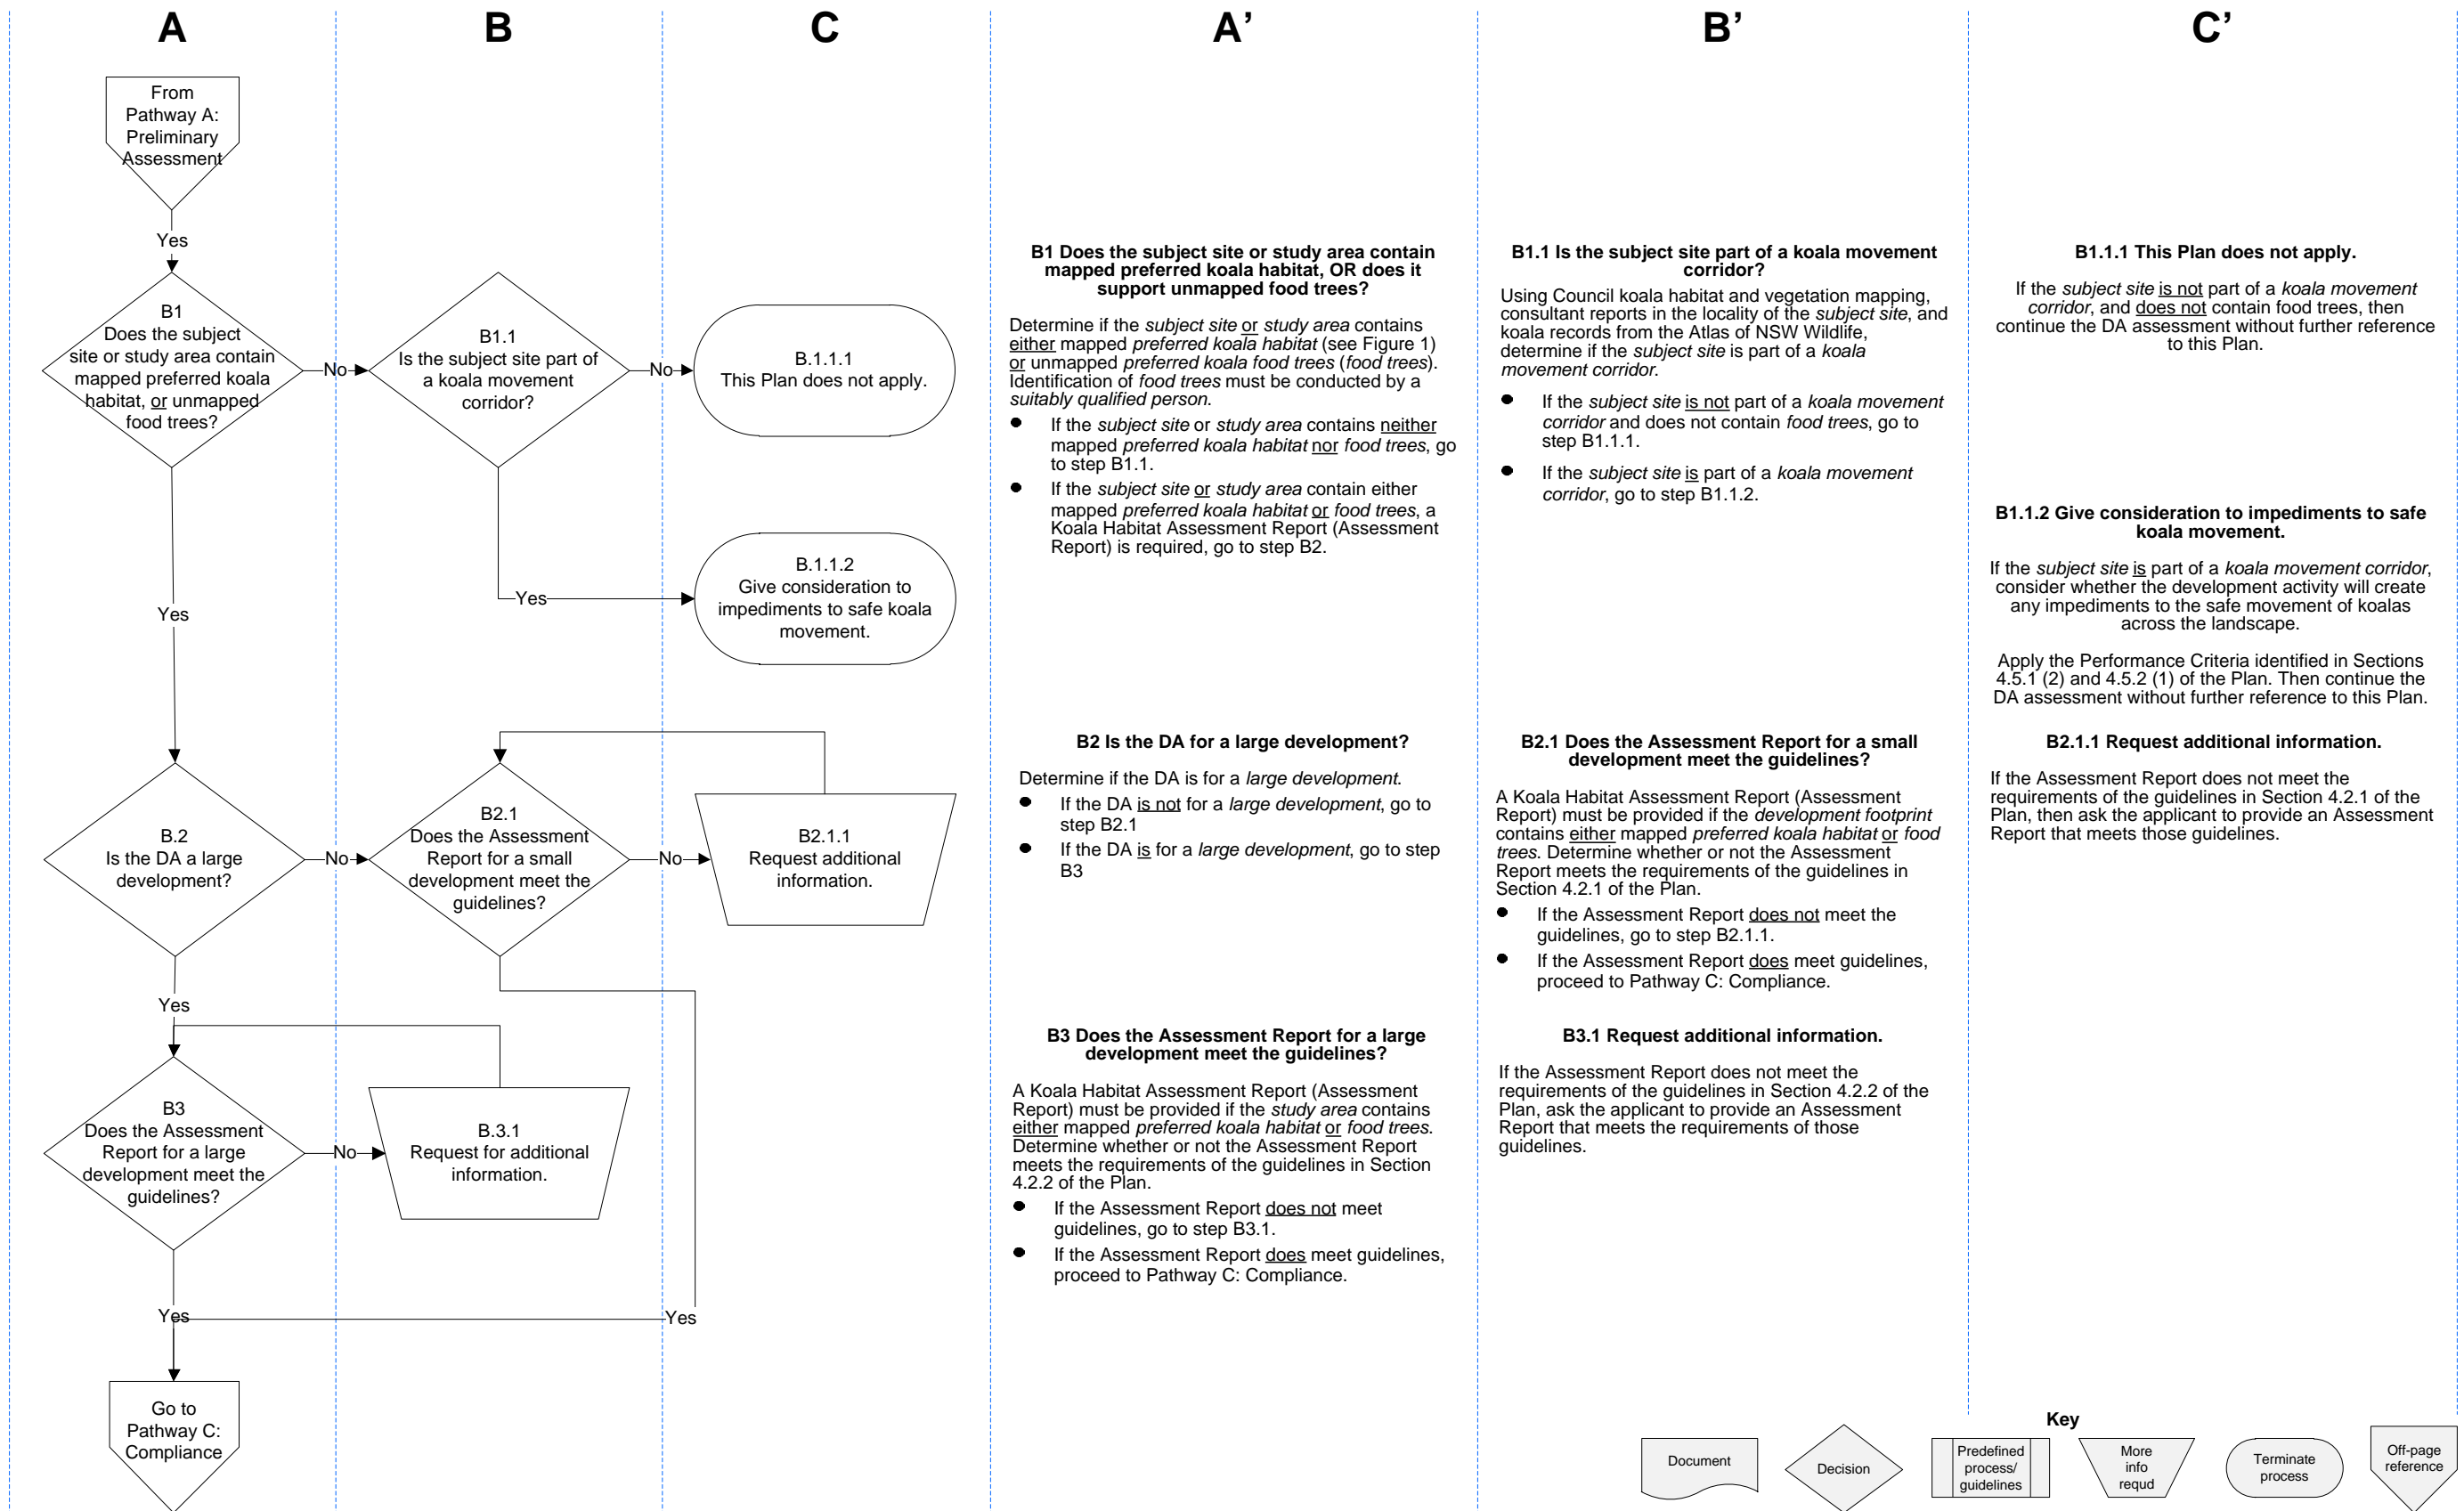 A
B
C
A’
B’
C’
From
Pathway A:
Preliminary
Assessment
Yes
B1
Does the subject
site or study area contain
mapped preferred koala
habitat, or unmapped
food trees?
No
B1.1
Is the subject site part of
a koala movement
corridor?
No
B.1.1.1
This Plan does not apply.
Yes
B.1.1.2
Give consideration to
impediments to safe koala
movement.
Yes
B.2
Is the DA a large
development?
No
B2.1
Does the Assessment
Report for a small
development meet the
guidelines?
No
B2.1.1
Request additional
information.
Yes
B3
Does the Assessment
Report for a large
development meet the
guidelines?
No
B.3.1
Request for additional
information.
Yes
Yes
Go to
Pathway C:
Compliance
B1 Does the subject site or study area contain
mapped preferred koala habitat, OR does it
support unmapped food trees?
Determine if the subject site or study area contains
either mapped preferred koala habitat (see Figure 1)
or unmapped preferred koala food trees (food trees).
Identification of food trees must be conducted by a
suitably qualified person.
● If the subject site or study area contains neither
mapped preferred koala habitat nor food trees, go
to step B1.1.
● If the subject site or study area contain either
mapped preferred koala habitat or food trees, a
Koala Habitat Assessment Report (Assessment
Report) is required, go to step B2.
B1.1 Is the subject site part of a koala movement
corridor?
Using Council koala habitat and vegetation mapping,
consultant reports in the locality of the subject site, and
koala records from the Atlas of NSW Wildlife,
determine if the subject site is part of a koala
movement corridor.
● If the subject site is not part of a koala movement
corridor and does not contain food trees, go to
step B1.1.1.
● If the subject site is part of a koala movement
corridor, go to step B1.1.2.
B1.1.1 This Plan does not apply.
If the subject site is not part of a koala movement
corridor, and does not contain food trees, then
continue the DA assessment without further reference
to this Plan.
B1.1.2 Give consideration to impediments to safe
koala movement.
If the subject site is part of a koala movement corridor,
consider whether the development activity will create
any impediments to the safe movement of koalas
across the landscape.
Apply the Performance Criteria identified in Sections
4.5.1 (2) and 4.5.2 (1) of the Plan. Then continue the
DA assessment without further reference to this Plan.
B2 Is the DA for a large development?
Determine if the DA is for a large development.
● If the DA is not for a large development, go to
step B2.1
● If the DA is for a large development, go to step
B3
B2.1 Does the Assessment Report for a small
development meet the guidelines?
A Koala Habitat Assessment Report (Assessment
Report) must be provided if the development footprint
contains either mapped preferred koala habitat or food
trees. Determine whether or not the Assessment
Report meets the requirements of the guidelines in
Section 4.2.1 of the Plan.
● If the Assessment Report does not meet the
guidelines, go to step B2.1.1.
● If the Assessment Report does meet guidelines,
proceed to Pathway C: Compliance.
B2.1.1 Request additional information.
If the Assessment Report does not meet the
requirements of the guidelines in Section 4.2.1 of the
Plan, then ask the applicant to provide an Assessment
Report that meets those guidelines.
B3 Does the Assessment Report for a large
development meet the guidelines?
A Koala Habitat Assessment Report (Assessment
Report) must be provided if the study area contains
either mapped preferred koala habitat or food trees.
Determine whether or not the Assessment Report
meets the requirements of the guidelines in Section
4.2.2 of the Plan.
● If the Assessment Report does not meet
guidelines, go to step B3.1.
● If the Assessment Report does meet guidelines,
proceed to Pathway C: Compliance.
B3.1 Request additional information.
If the Assessment Report does not meet the
requirements of the guidelines in Section 4.2.2 of the
Plan, ask the applicant to provide an Assessment
Report that meets the requirements of those
guidelines.
Key
Document
Decision
Predefined
process/
guidelines
More
info
requd
Terminate
process
Off-page
reference